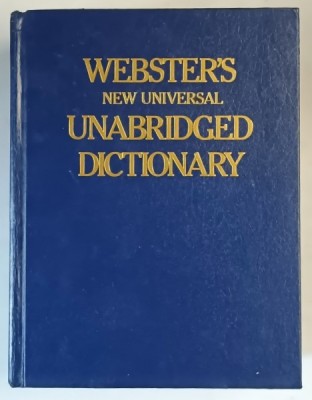 WEBSTER'S
NEW UNIVERSAL
UNABRIDGED
DICTIONARY